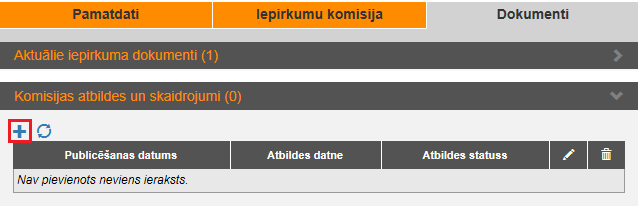 Pamatdati Iepirkumu komisija Dokumenti
Aktuālie iepirkuma dokumenti (1)
Komisijas atbildes un skaidrojumi (0)
Publicēšanas datums Atbildes datne Atbildes statuss
Nav pievienots neviens ieraksts.